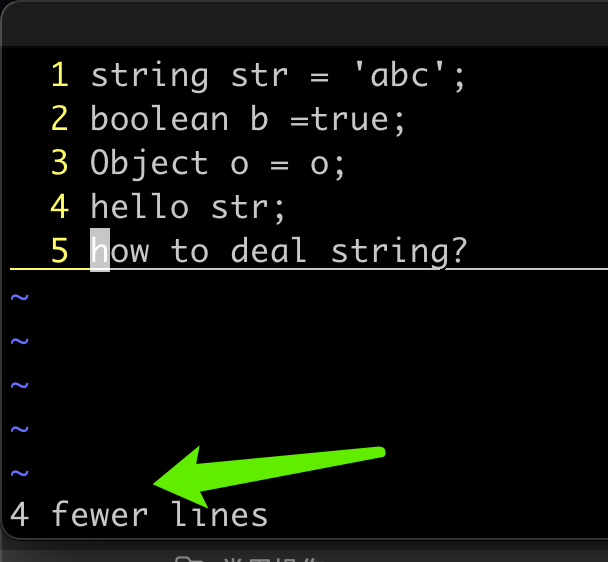 1 string str = 'abc';
2 boolean b =true;
3 Object o = o;
4 hello str;
5 how to deal string?
~
~
~
~
~
4 fewer lines